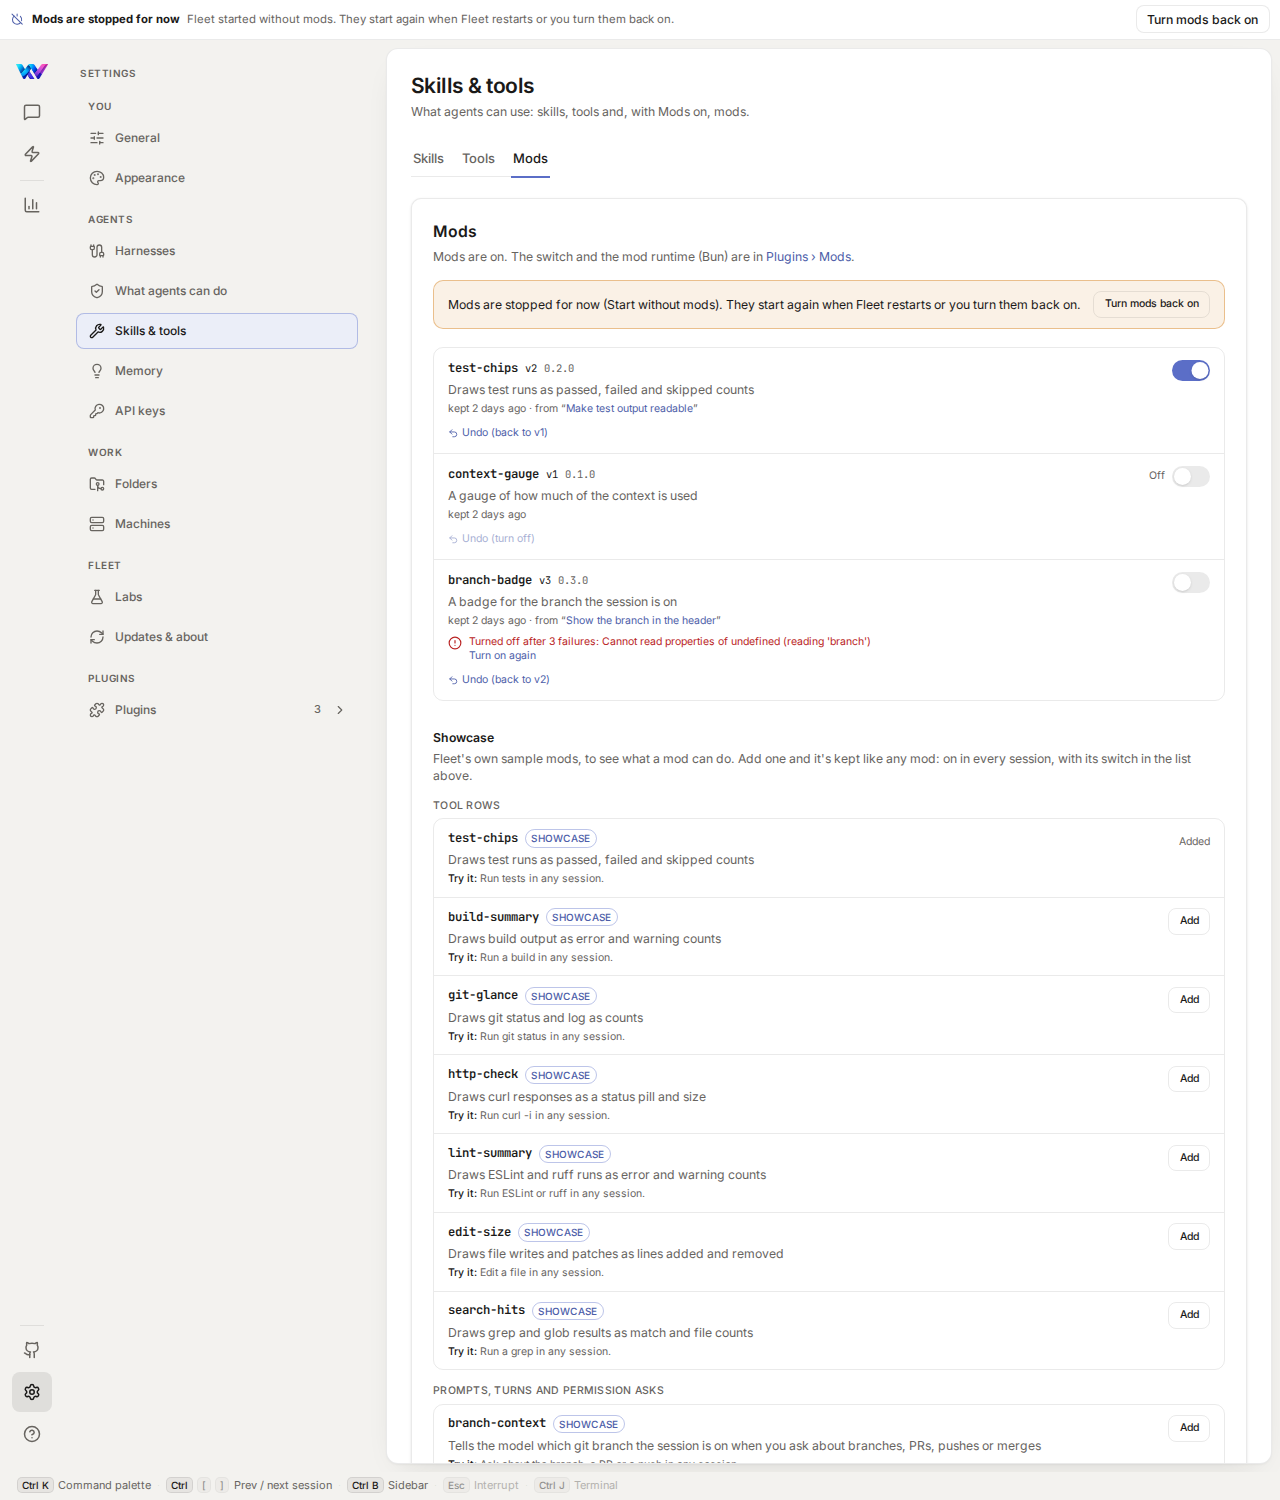 Mods are stopped for now Fleet started without mods. They start again when Fleet restarts or you turn them back on.
Turn mods back on
SETTINGS
YOU
General
Appearance
AGENTS
Harnesses
What agents can do
Skills & tools
Memory
API keys
WORK
Folders
Machines
FLEET
Labs
Updates & about
PLUGINS
Plugins 3
Skills & tools
What agents can use: skills, tools and, with Mods on, mods.
Skills Tools Mods
Mods
Mods are on. The switch and the mod runtime (Bun) are in Plugins › Mods.
Mods are stopped for now (Start without mods). They start again when Fleet restarts or you turn them back on. Turn mods back on
test-chips v2 0.2.0
Draws test runs as passed, failed and skipped counts
kept 2 days ago · from “Make test output readable”
Undo (back to v1)
context-gauge v1 0.1.0 Off
A gauge of how much of the context is used
kept 2 days ago
Undo (turn off)
branch-badge v3 0.3.0
A badge for the branch the session is on
kept 2 days ago · from “Show the branch in the header”
Turned off after 3 failures: Cannot read properties of undefined (reading 'branch')
Turn on again
Undo (back to v2)
Showcase
Fleet's own sample mods, to see what a mod can do. Add one and it's kept like any mod: on in every session, with its switch in the list
above.
TOOL ROWS
test-chips SHOWCASE Added
Draws test runs as passed, failed and skipped counts
Try it: Run tests in any session.
build-summary SHOWCASE Add
Draws build output as error and warning counts
Try it: Run a build in any session.
git-glance SHOWCASE Add
Draws git status and log as counts
Try it: Run git status in any session.
http-check SHOWCASE Add
Draws curl responses as a status pill and size
Try it: Run curl -i in any session.
lint-summary SHOWCASE Add
Draws ESLint and ruff runs as error and warning counts
Try it: Run ESLint or ruff in any session.
edit-size SHOWCASE Add
Draws file writes and patches as lines added and removed
Try it: Edit a file in any session.
search-hits SHOWCASE Add
Draws grep and glob results as match and file counts
Try it: Run a grep in any session.
PROMPTS, TURNS AND PERMISSION ASKS
branch-context SHOWCASE Add
Tells the model which git branch the session is on when you ask about branches, PRs, pushes or merges
Ctrl K Command palette Ctrl [ ] Prev / next session Ctrl B Sidebar Esc Interrupt Ctrl J Terminal